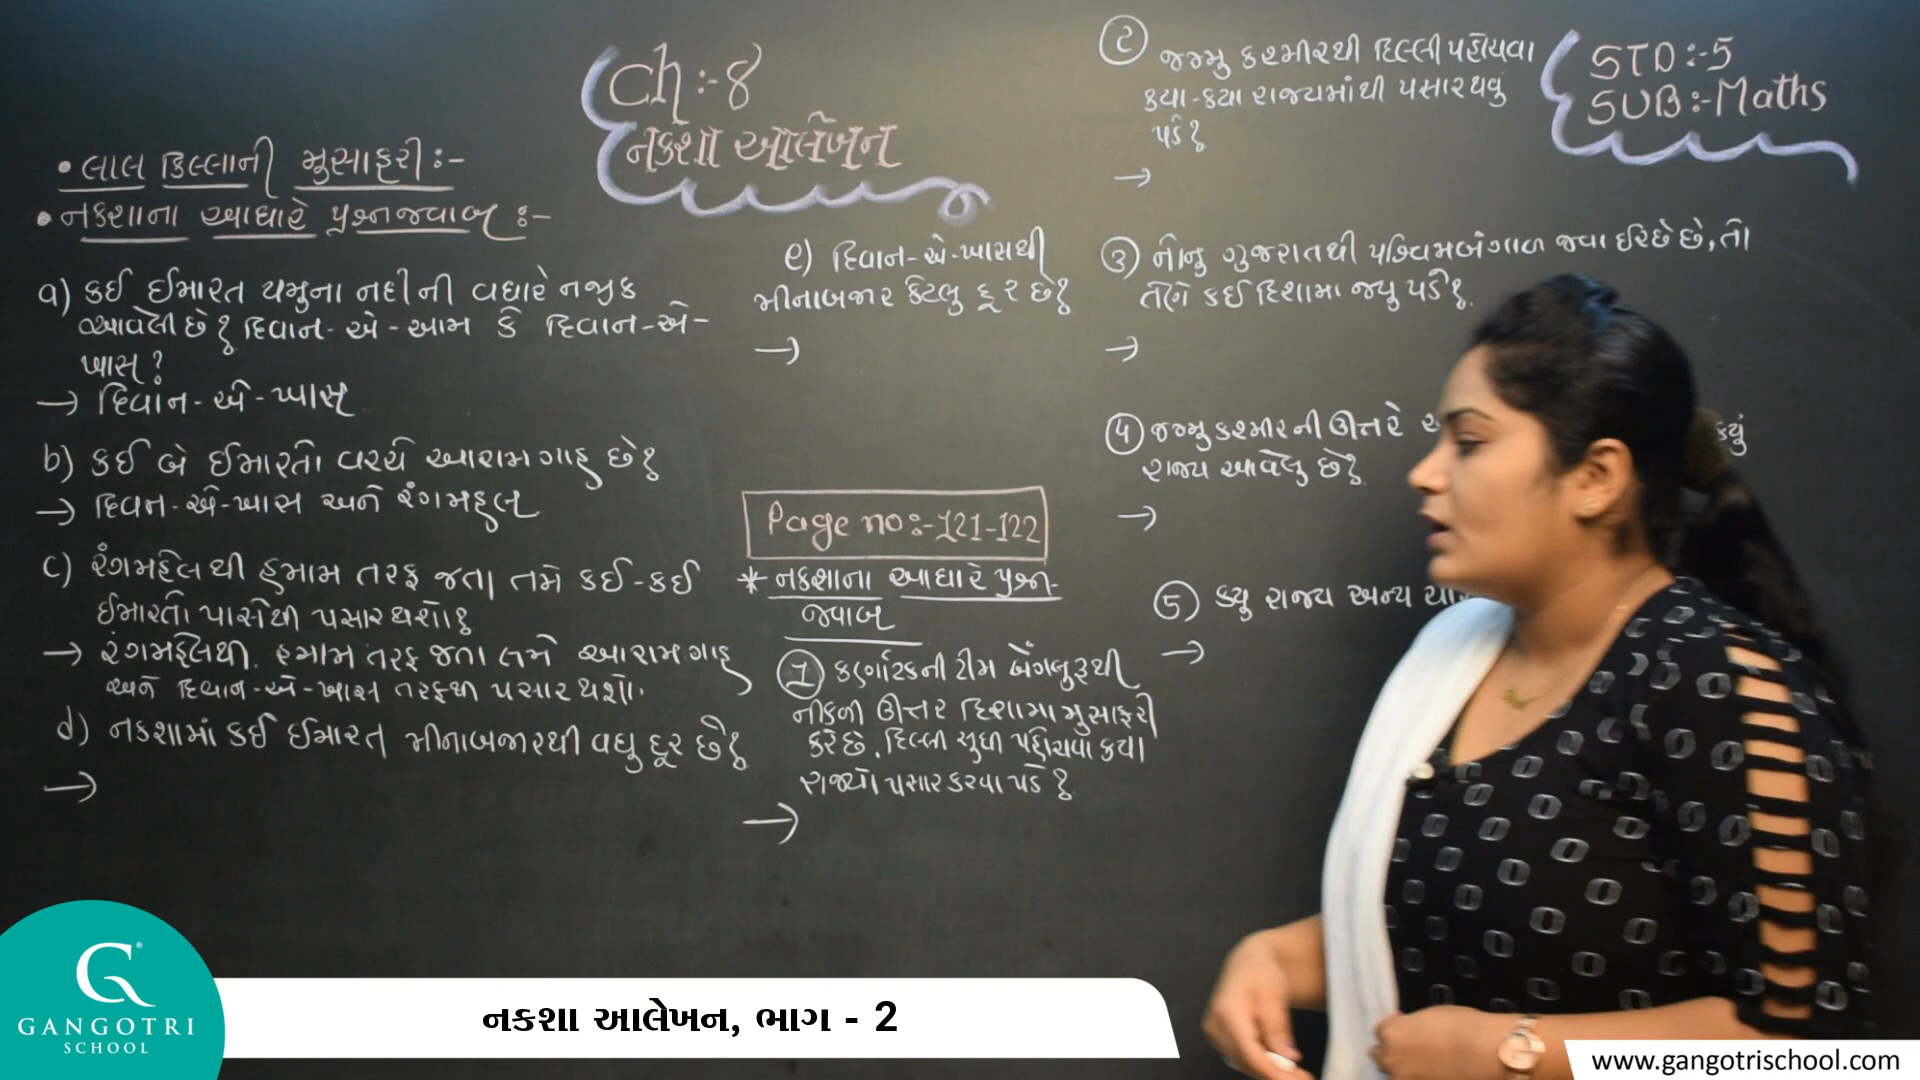 Ch:-8
નકશા આલેખન
STD:-5
SUB:-Maths
• લાલ કિલ્લાની મુસાફરી:-
• નકશાના આધારે પ્રશ્નજવાબ :-
a) કઈ ઈમારત યમુના નદીની વધારે નજીક
આવેલી છે? દિવાન-એ-આમ કે દિવાન-એ-
ખાસ?
→ દિવાન-એ-ખાસ
b) કઈ બે ઈમારતો વચ્ચે આરામગાહ છે?
→ દિવાન-એ-ખાસ અને રંગમહલ
c) રંગમહેલથી હમામ તરફ જતા તમે કઈ-કઈ
ઈમારતો પાસેથી પસાર થશો?
→ રંગમહેલથી હમામ તરફ જતા તમે આરામગાહ
અને દિવાન-એ-ખાસ તરફથી પસાર થશો.
d) નકશામાં કઈ ઈમારત મીનાબજારથી વધુ દૂર છે?
→
e) દિવાન-એ-ખાસથી
મીનાબજાર કેટલુ દૂર છે?
→
Page no:-121-122
* નકશાના આધારે પ્રશ્ન-
જવાબ
1 કર્ણાટકની ટીમ બેંગલુરૂથી
નીકળી ઊત્તર દિશામા મુસાફરી
કરે છે. દિલ્લી સુધી પહોચવા કયા
રાજ્યો પસાર કરવા પડે?
→
2 જમ્મુ કશ્મીરથી દિલ્લી પહોચવા
કયા-કયા રાજ્યમાંથી પસાર થવુ
પડે?
→
3 નીનુ ગુજરાતથી પશ્ચિમબંગાળ જવા ઈચ્છે છે, તો
તેણે કઈ દિશામા જવુ પડે?
→
4 જમ્મુ કશ્મીરની ઊત્તરે કયું
રાજ્ય આવેલુ છે?
→
5 કયુ રાજ્ય અન્ય
→
GANGOTRI
SCHOOL
નકશા આલેખન, ભાગ - 2
www.gangotrischool.com